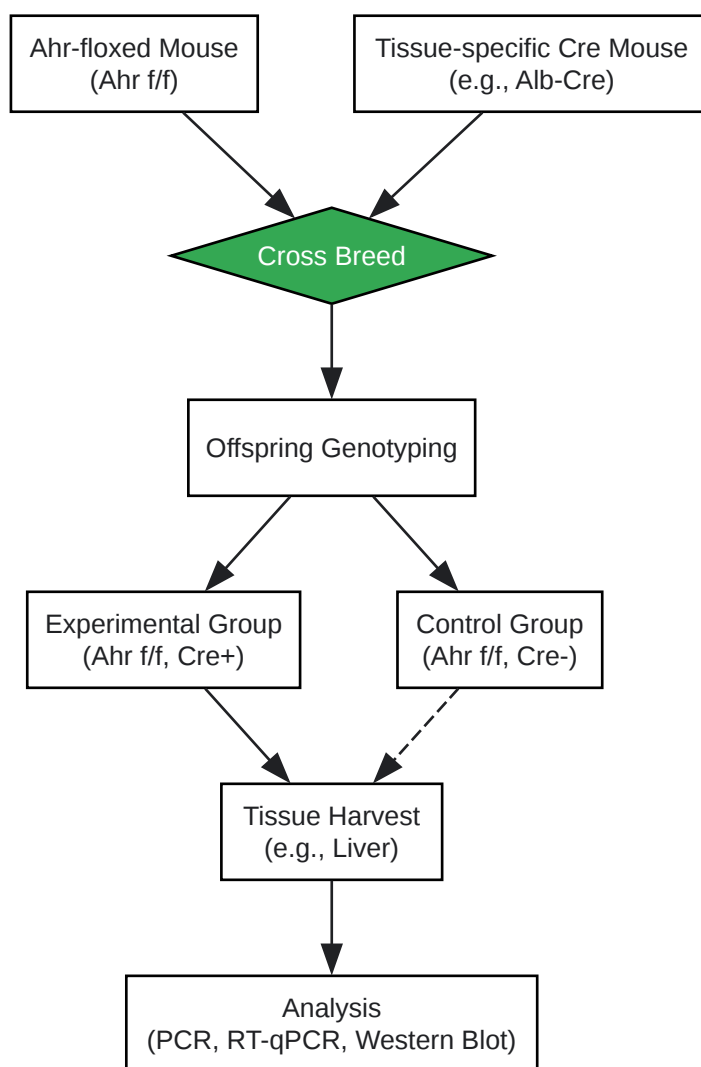 Ahr-floxed Mouse
(Ahr f/f)
Tissue-specific Cre Mouse
(e.g., Alb-Cre)
Cross Breed
Offspring Genotyping
Experimental Group
(Ahr f/f, Cre+)
Control Group
(Ahr f/f, Cre-)
Tissue Harvest
(e.g., Liver)
Analysis
(PCR, RT-qPCR, Western Blot)